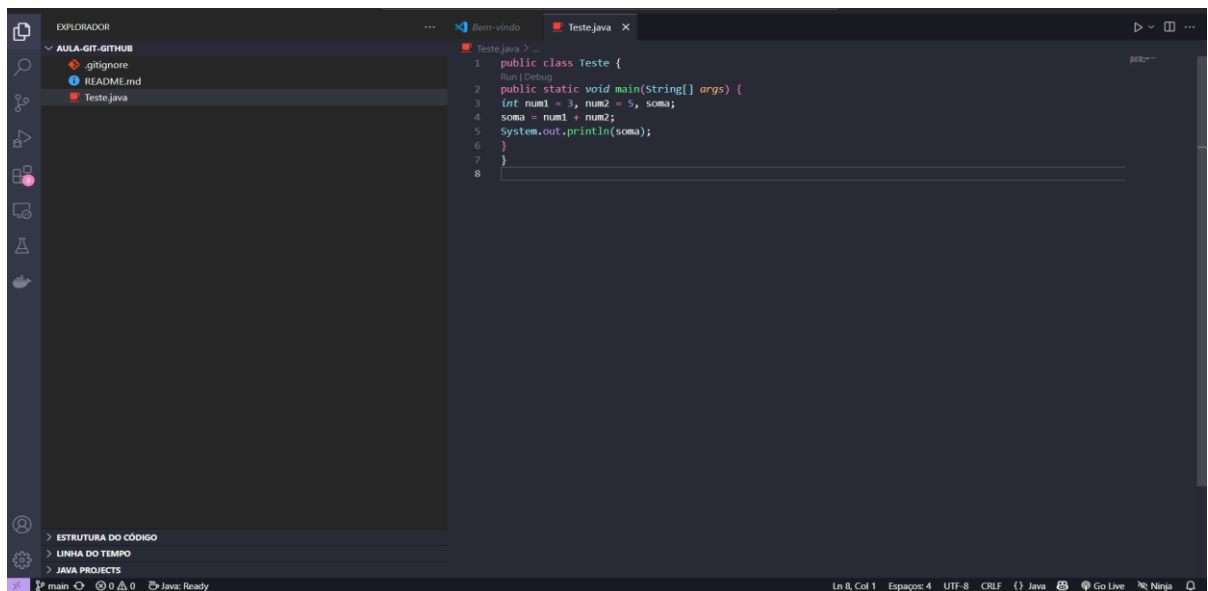 EXPLORADOR ...
Bem-vindo Teste.java
AULA-GIT-GITHUB
Teste.java > ...
.gitignore
README.md
Teste.java
1 public class Teste {
Run | Debug
2 public static void main(String[] args) {
3 int num1 = 3, num2 = 5, soma;
4 soma = num1 + num2;
5 System.out.println(soma);
6 }
7 }
8
3
ESTRUTURA DO CÓDIGO
LINHA DO TEMPO
JAVA PROJECTS
main 0 0 Java: Ready
Ln 8, Col 1 Espaços: 4 UTF-8 CRLF {} Java Go Live Ninja